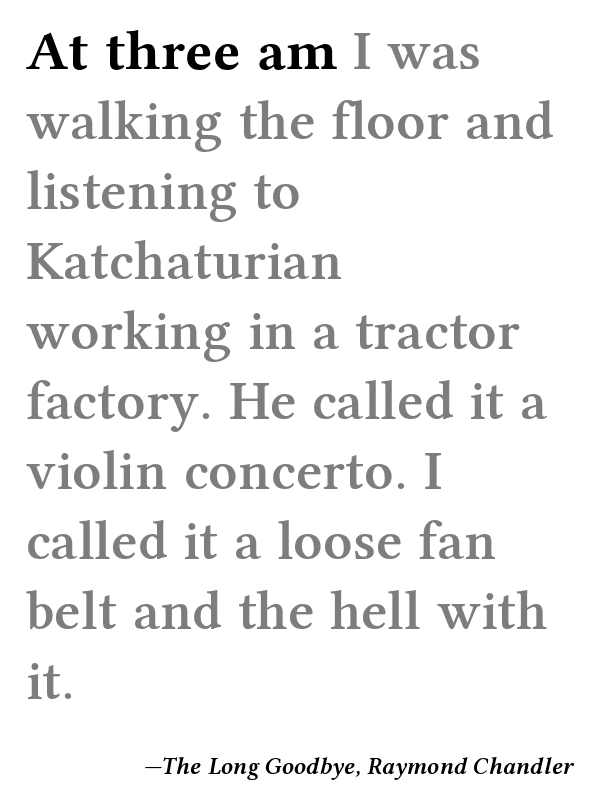 At three am I was
walking the floor and
listening to
Katchaturian
working in a tractor
factory. He called it a
violin concerto. I
called it a loose fan
belt and the hell with
it.
—The Long Goodbye, Raymond Chandler